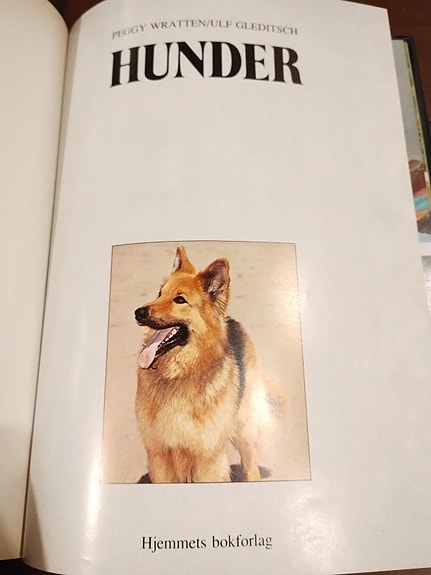 PEGGY WRATTEN/ULF GLEDITSCH
HUNDER
Hjemmets bokforlag